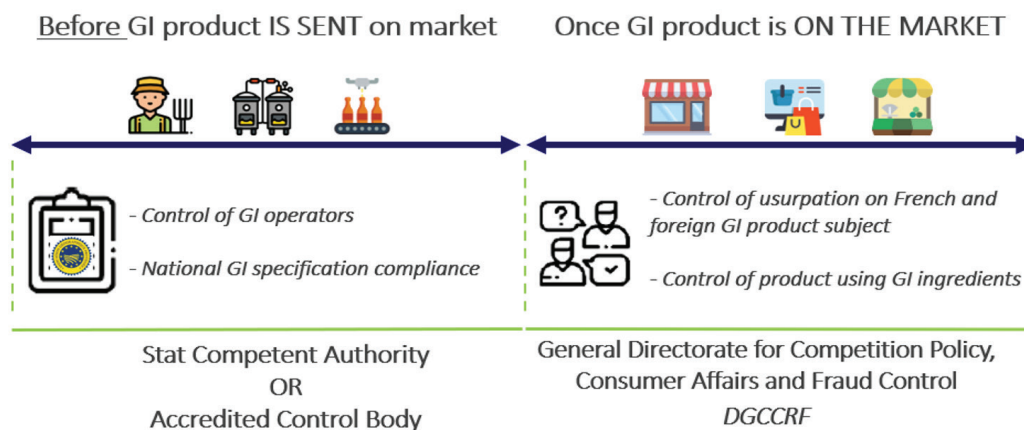 Before GI product IS SENT on market
- Control of GI operators
- National GI specification compliance
Stat Competent Authority
OR
Accredited Control Body
Once GI product is ON THE MARKET
?
- Control of usurpation on French and
foreign GI product subject
- Control of product using GI ingredients
General Directorate for Competition Policy,
Consumer Affairs and Fraud Control
DGCCRF